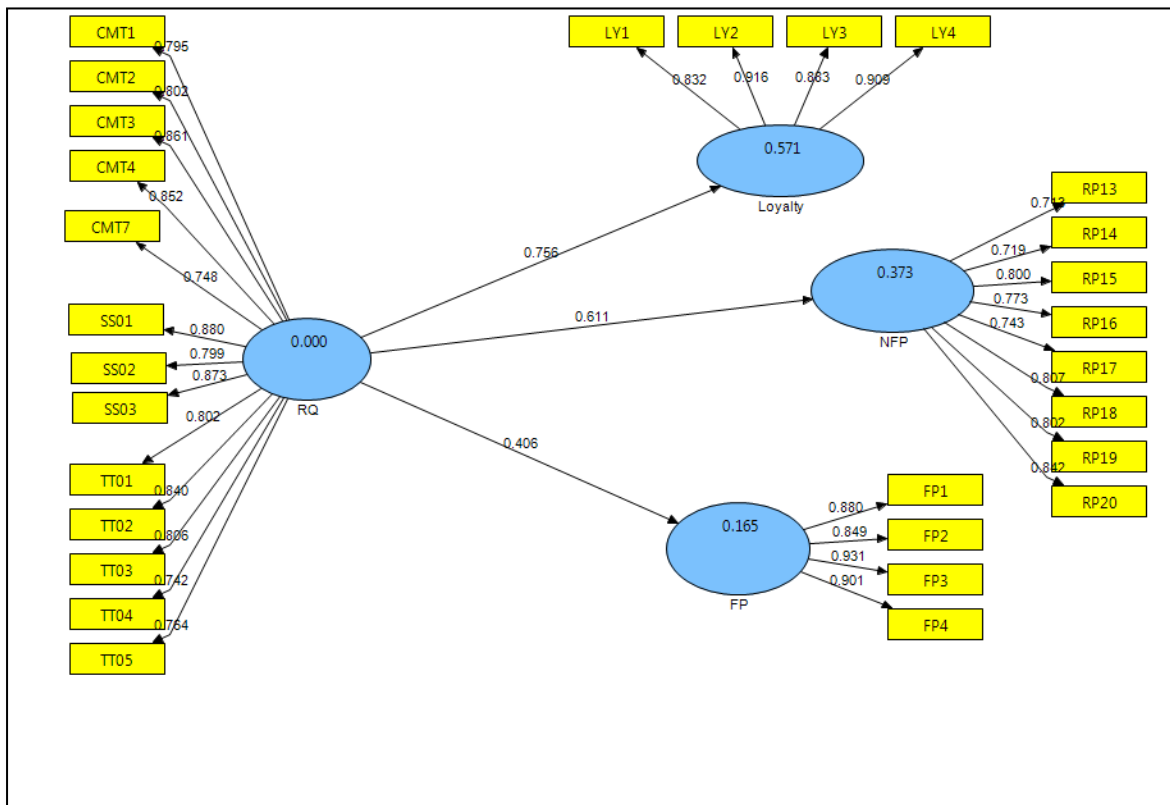 CMT1
0.795
CMT2
0.802
CMT3
0.861
CMT4
0.852
CMT7
0.748
SS01
0.880
SS02
0.799
SS03
0.873
0.802
TT01
0.840
TT02
0.806
TT03
0.742
TT04
0.764
TT05
0.000
RQ
0.756
0.611
0.406
LY1
LY2
LY3
LY4
0.832
0.916
0.883
0.909
0.571
Loyalty
0.373
NFP
0.713
RP13
0.719
RP14
0.800
RP15
0.773
RP16
0.743
RP17
0.807
RP18
0.802
RP19
0.842
RP20
0.165
FP
0.880
FP1
0.849
FP2
0.931
FP3
0.901
FP4